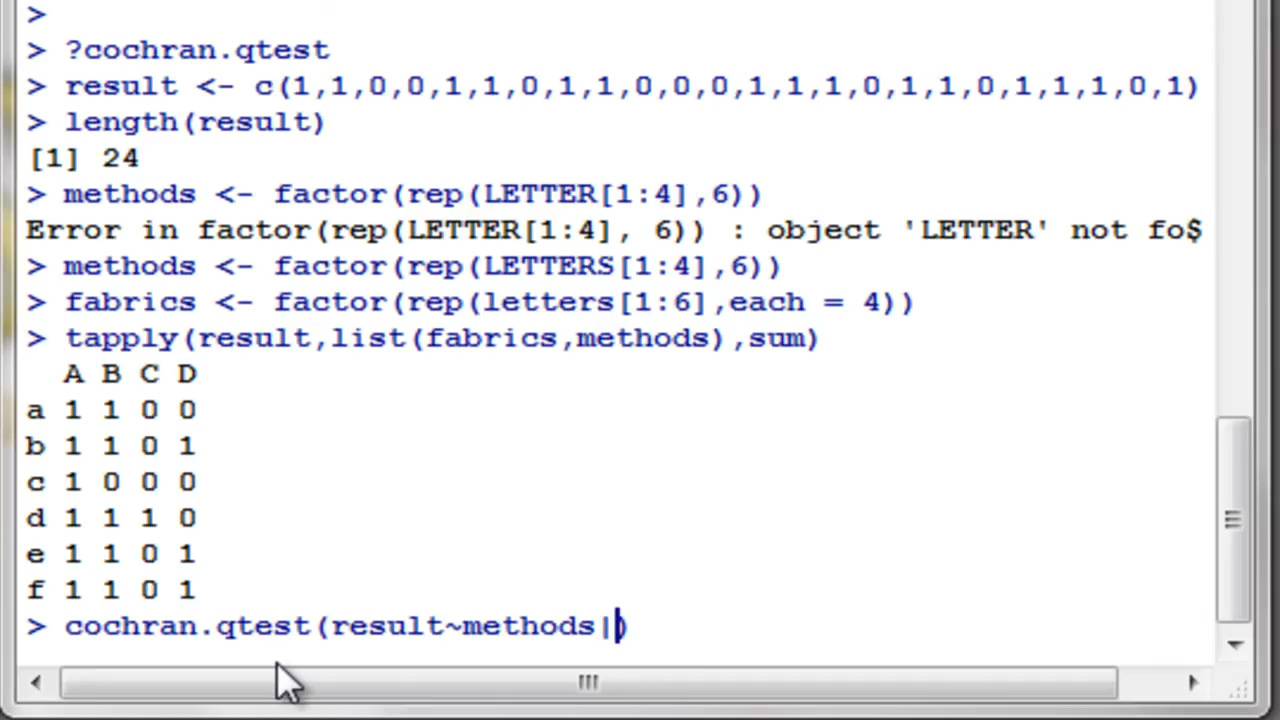 >
> ?cochran.qtest
> result <- c(1,1,0,0,1,1,0,1,1,0,0,0,1,1,1,0,1,1,0,1,1,1,0,1)
> length(result)
[1] 24
> methods <- factor(rep(LETTER[1:4],6))
Error in factor(rep(LETTER[1:4], 6)) : object 'LETTER' not fo$
> methods <- factor(rep(LETTERS[1:4],6))
> fabrics <- factor(rep(letters[1:6],each = 4))
> tapply(result,list(fabrics,methods),sum)
A B C D
a 1 1 0 0
b 1 1 0 1
c 1 0 0 0
d 1 1 1 0
e 1 1 0 1
f 1 1 0 1
> cochran.qtest(result~methods|)